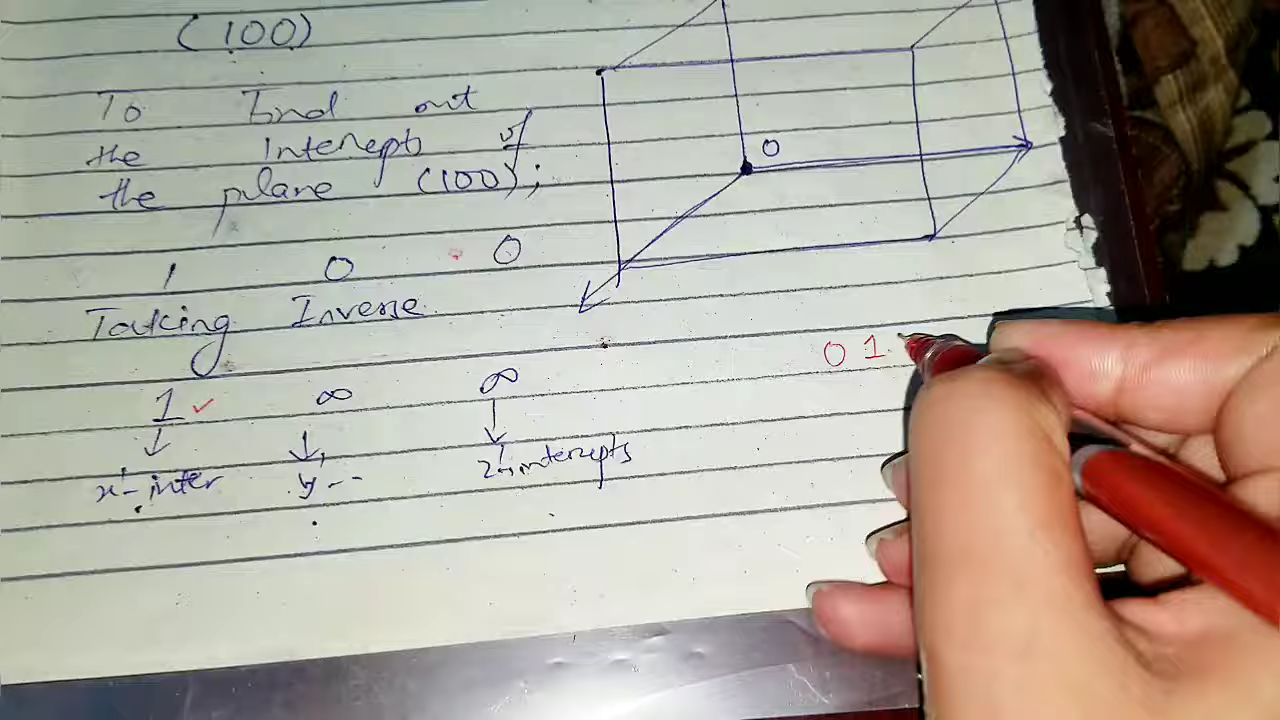 (100)
To find out
the intercepts of
the plane (100);
1 0 0
Taking Inverse
1 ✓ ∞ ∞
x'-inter y'-- z'-intercepts
O
0 1